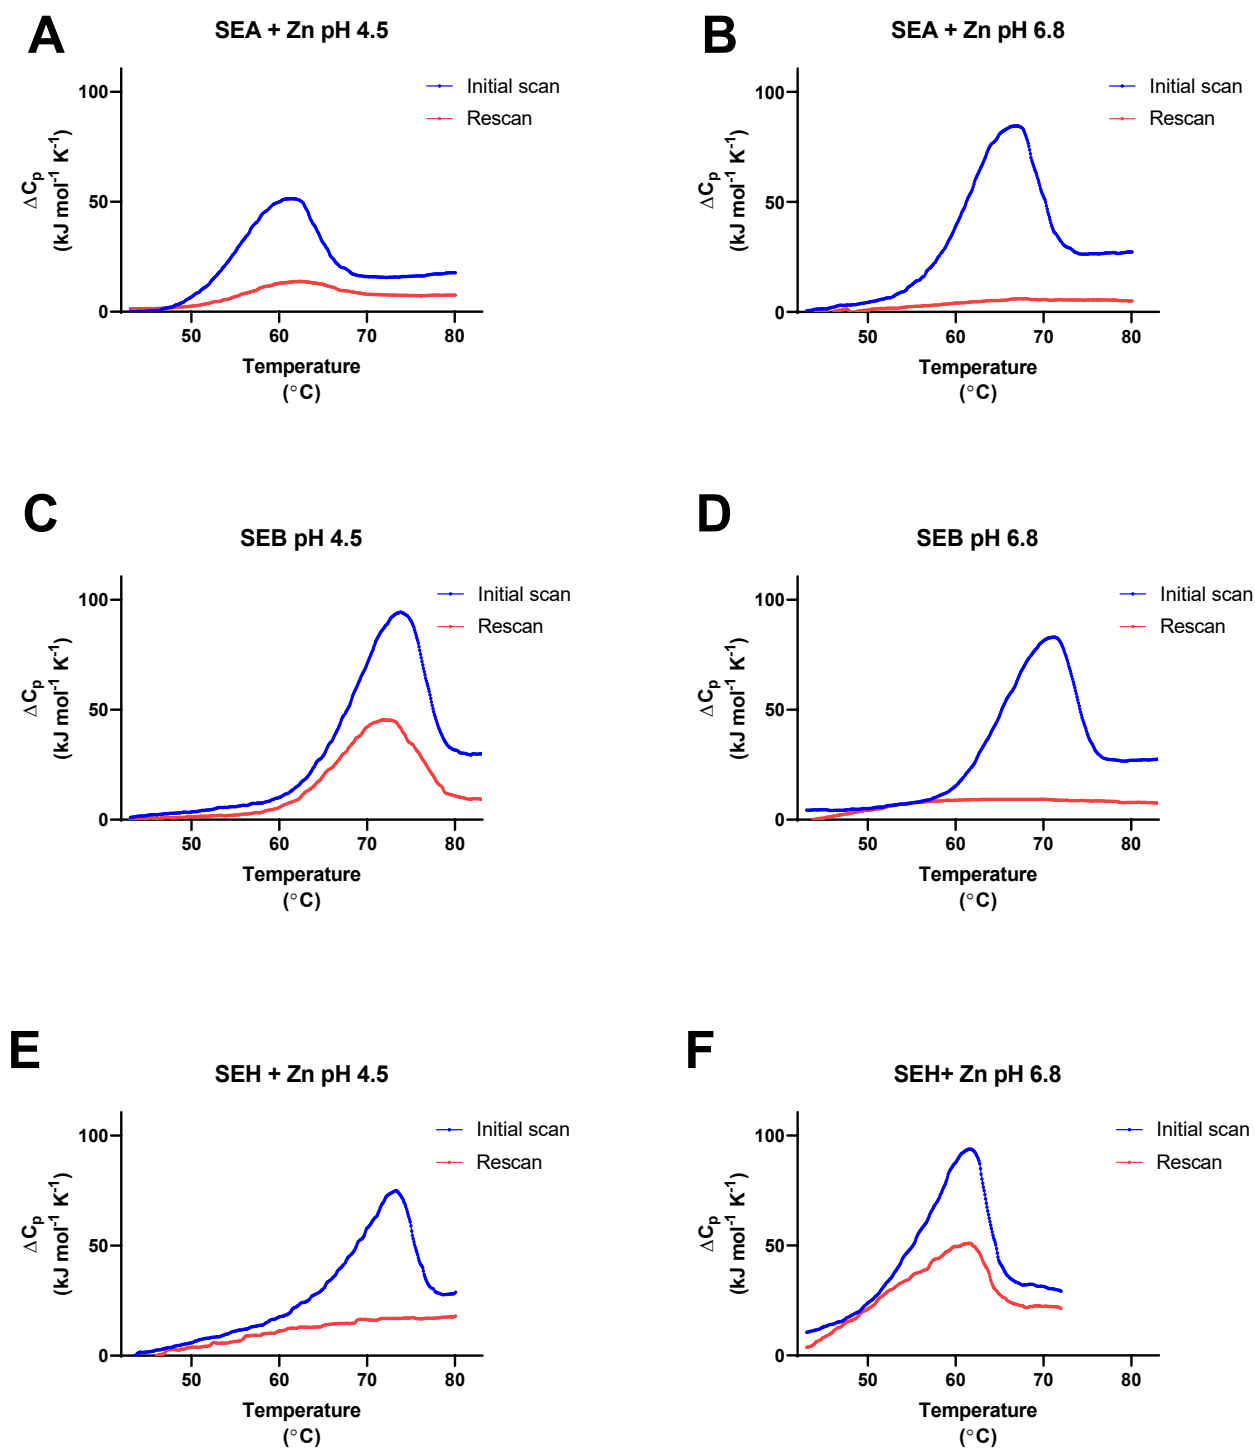 A
SEA + Zn pH 4.5
Initial scan
Rescan
ΔCp
(kJ mol-1 K-1)
100
50
0
50 60 70 80
Temperature
(°C)
B
SEA + Zn pH 6.8
Initial scan
Rescan
ΔCp
(kJ mol-1 K-1)
100
50
0
50 60 70 80
Temperature
(°C)
C
SEB pH 4.5
Initial scan
Rescan
ΔCp
(kJ mol-1 K-1)
100
50
0
50 60 70 80
Temperature
(°C)
D
SEB pH 6.8
Initial scan
Rescan
ΔCp
(kJ mol-1 K-1)
100
50
0
50 60 70 80
Temperature
(°C)
E
SEH + Zn pH 4.5
Initial scan
Rescan
ΔCp
(kJ mol-1 K-1)
100
50
0
50 60 70 80
Temperature
(°C)
F
SEH+ Zn pH 6.8
Initial scan
Rescan
ΔCp
(kJ mol-1 K-1)
100
50
0
50 60 70 80
Temperature
(°C)